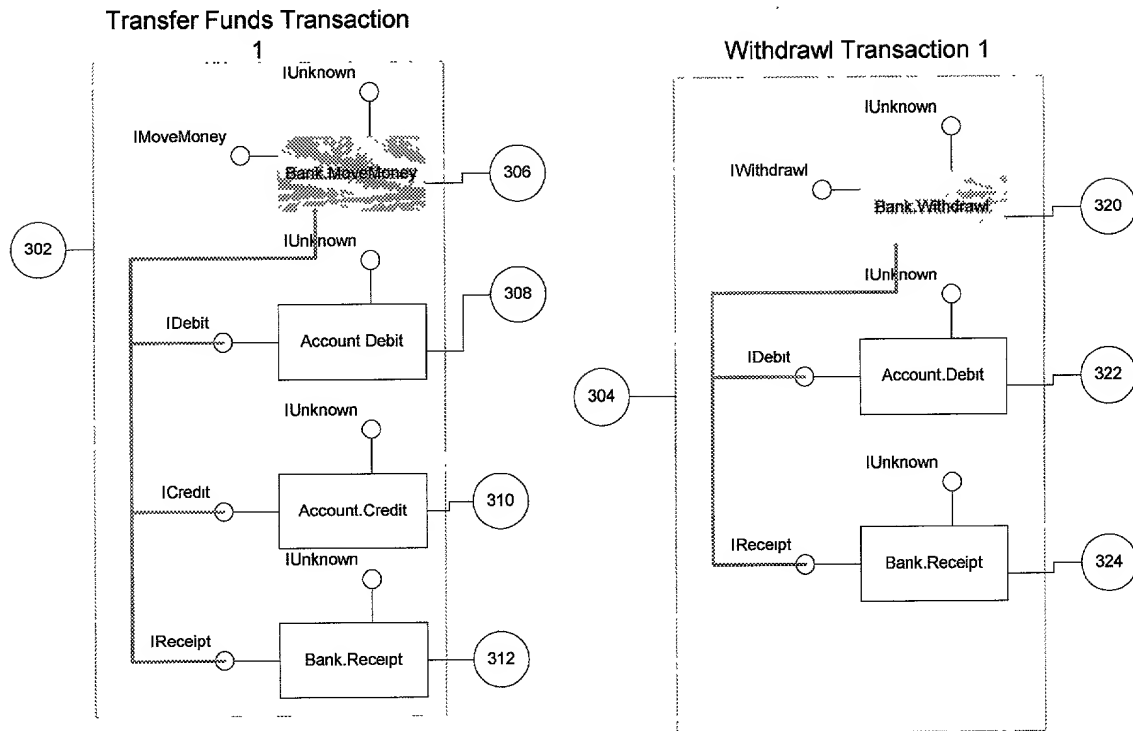 Transfer Funds Transaction
1
IUnknown
IMoveMoney
Bank.MoveMoney
306
302
IUnknown
308
IDebit
Account Debit
IUnknown
ICredit
Account.Credit
310
IUnknown
IReceipt
Bank.Receipt
312
Withdrawl Transaction 1
IUnknown
IWithdrawl
Bank.Withdrawl
320
IUnknown
IDebit
Account.Debit
322
304
IUnknown
IReceipt
Bank.Receipt
324